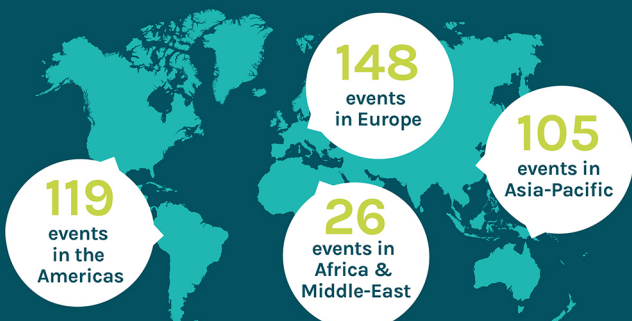 148
events
in Europe
105
events in
Asia-Pacific
119
events
in the
Americas
26
events in
Africa &
Middle-East